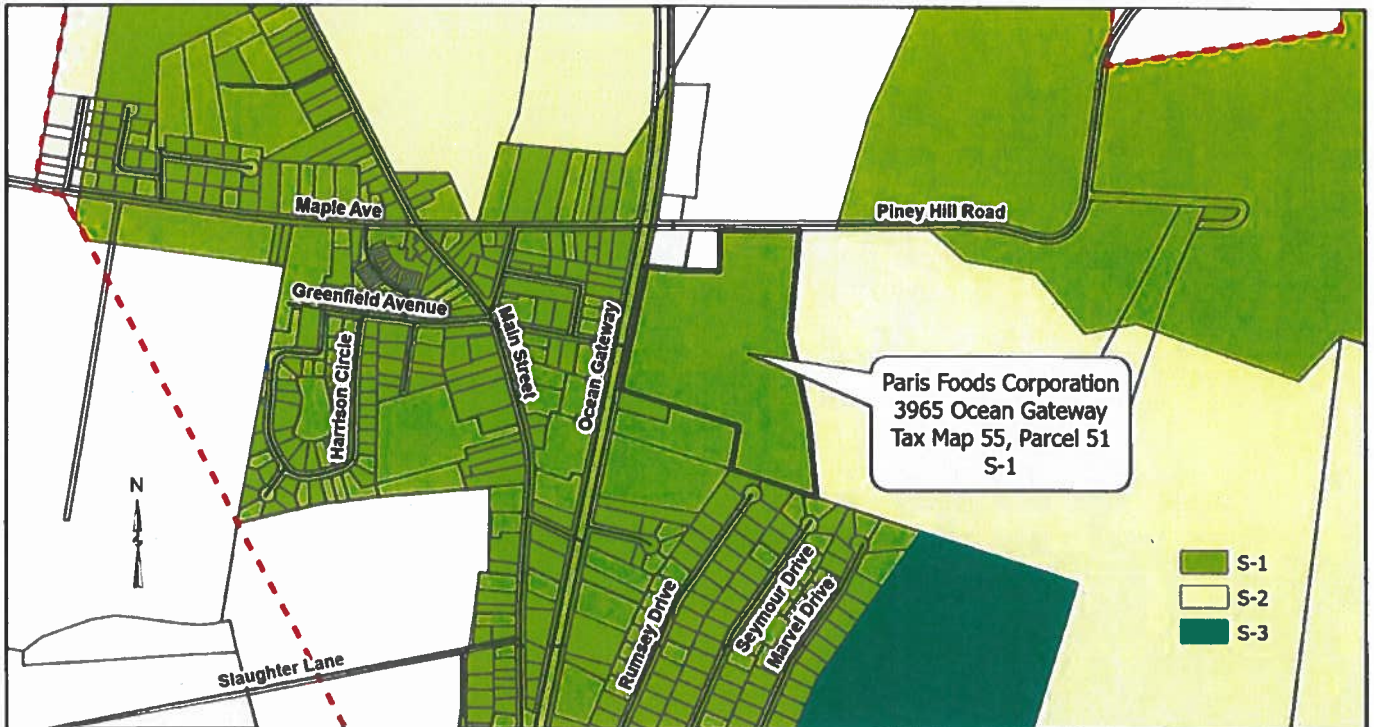 Maple Ave
Piney Hill Road
Greenfield Avenue
Main Street
Ocean Gateway
Harrison Circle
Paris Foods Corporation
3965 Ocean Gateway
Tax Map 55, Parcel 51
S-1
N
Rumsey Drive
Seymour Drive
Marvel Drive
Slaughter Lane
S-1
S-2
S-3